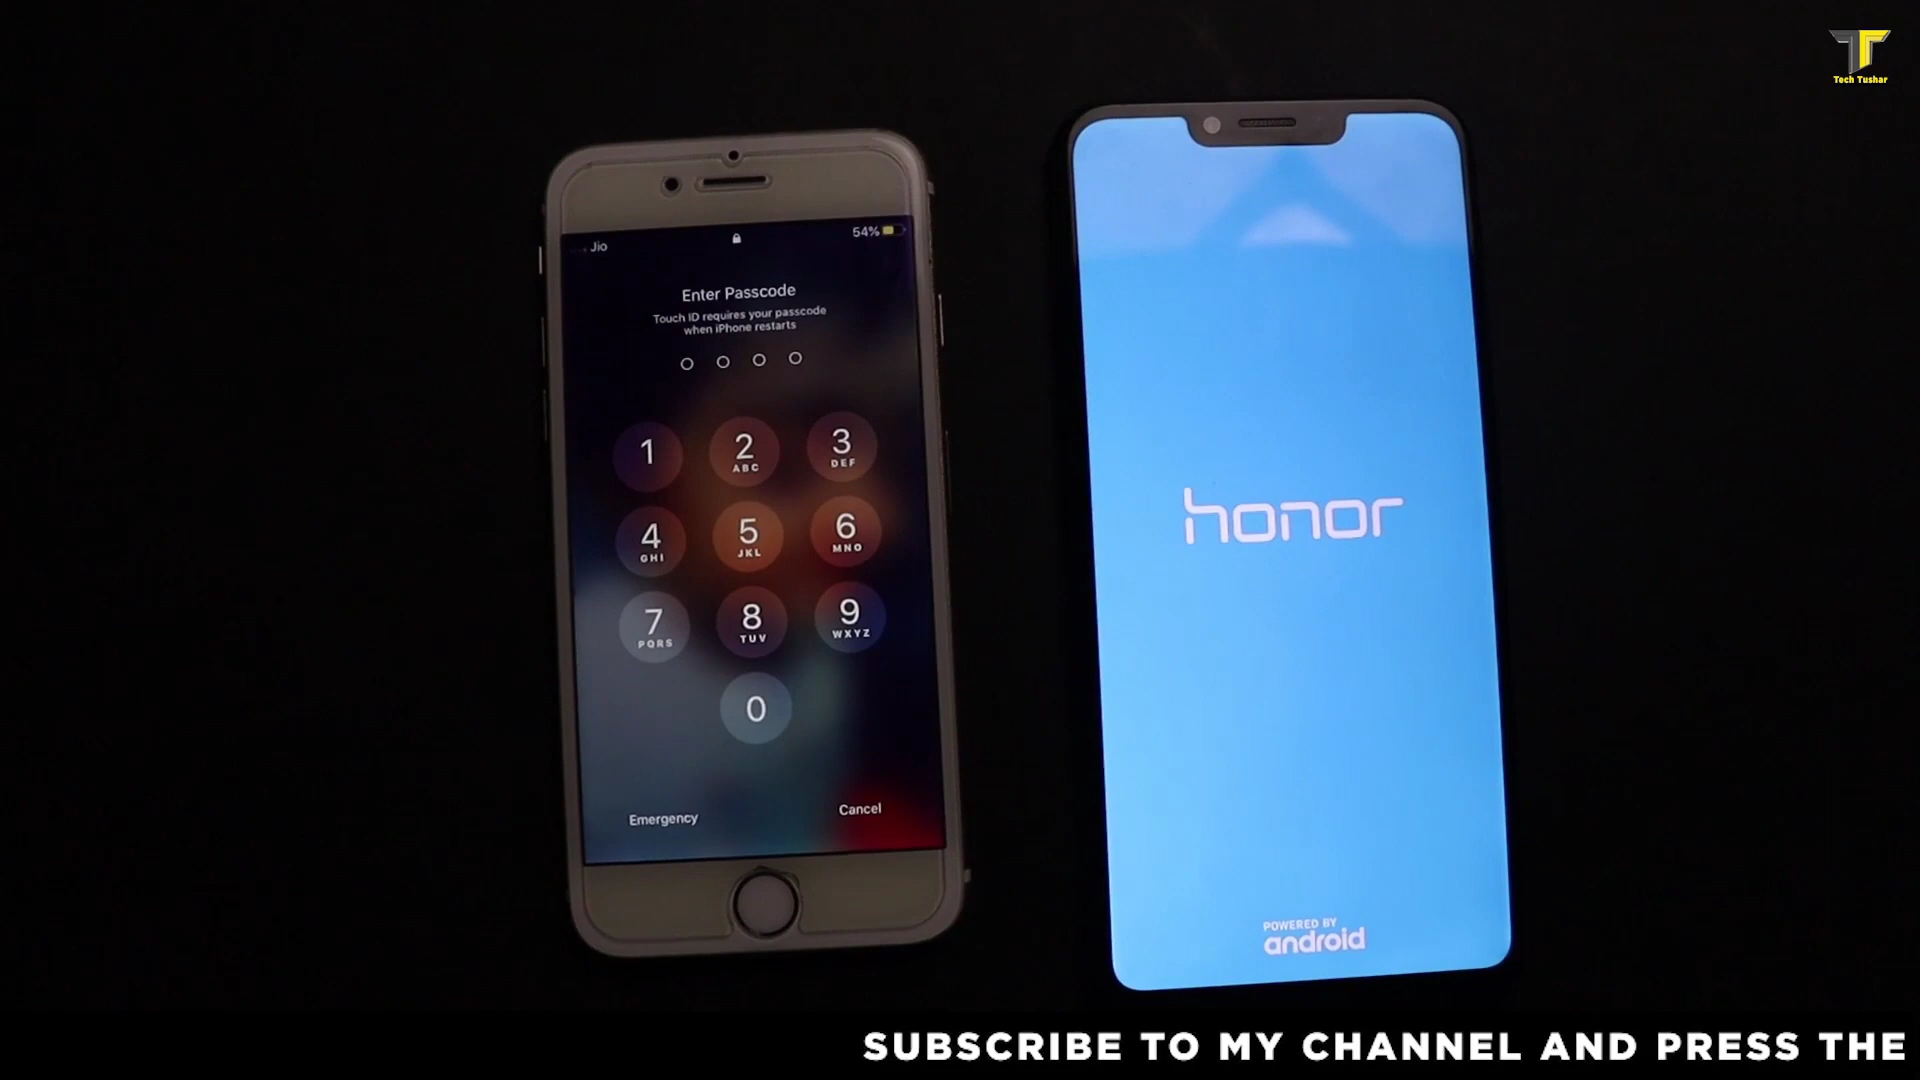 Tech Tushar
Jio
54%
Enter Passcode
Touch ID requires your passcode
when iPhone restarts
1
2
ABC
3
DEF
4
GHI
5
JKL
6
MNO
7
PQRS
8
TUV
9
WXYZ
0
Emergency
Cancel
honor
POWERED BY
android
SUBSCRIBE TO MY CHANNEL AND PRESS THE